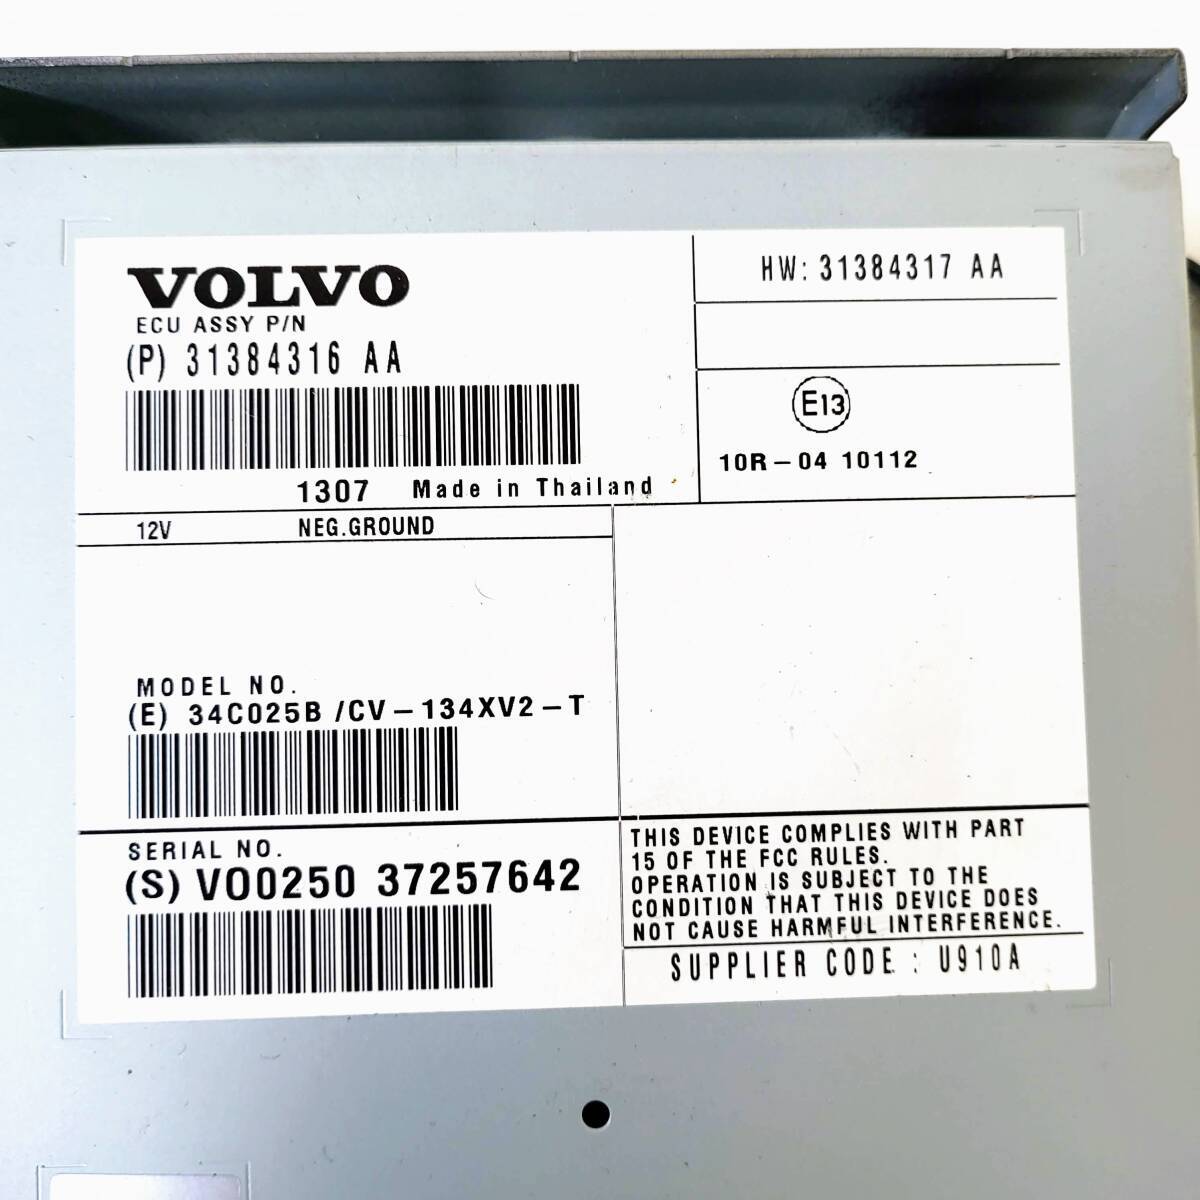 VOLVO
ECU ASSY P/N
(P) 31384316 AA
1307 Made in Thailand
HW: 31384317 AA
E13
10R-04 10112
12V NEG.GROUND
MODEL NO.
(E) 34C025B /CV-134XV2-T
SERIAL NO.
(S) VO0250 37257642
THIS DEVICE COMPLIES WITH PART
15 OF THE FCC RULES.
OPERATION IS SUBJECT TO THE
CONDITION THAT THIS DEVICE DOES
NOT CAUSE HARMFUL INTERFERENCE.
SUPPLIER CODE : U910A